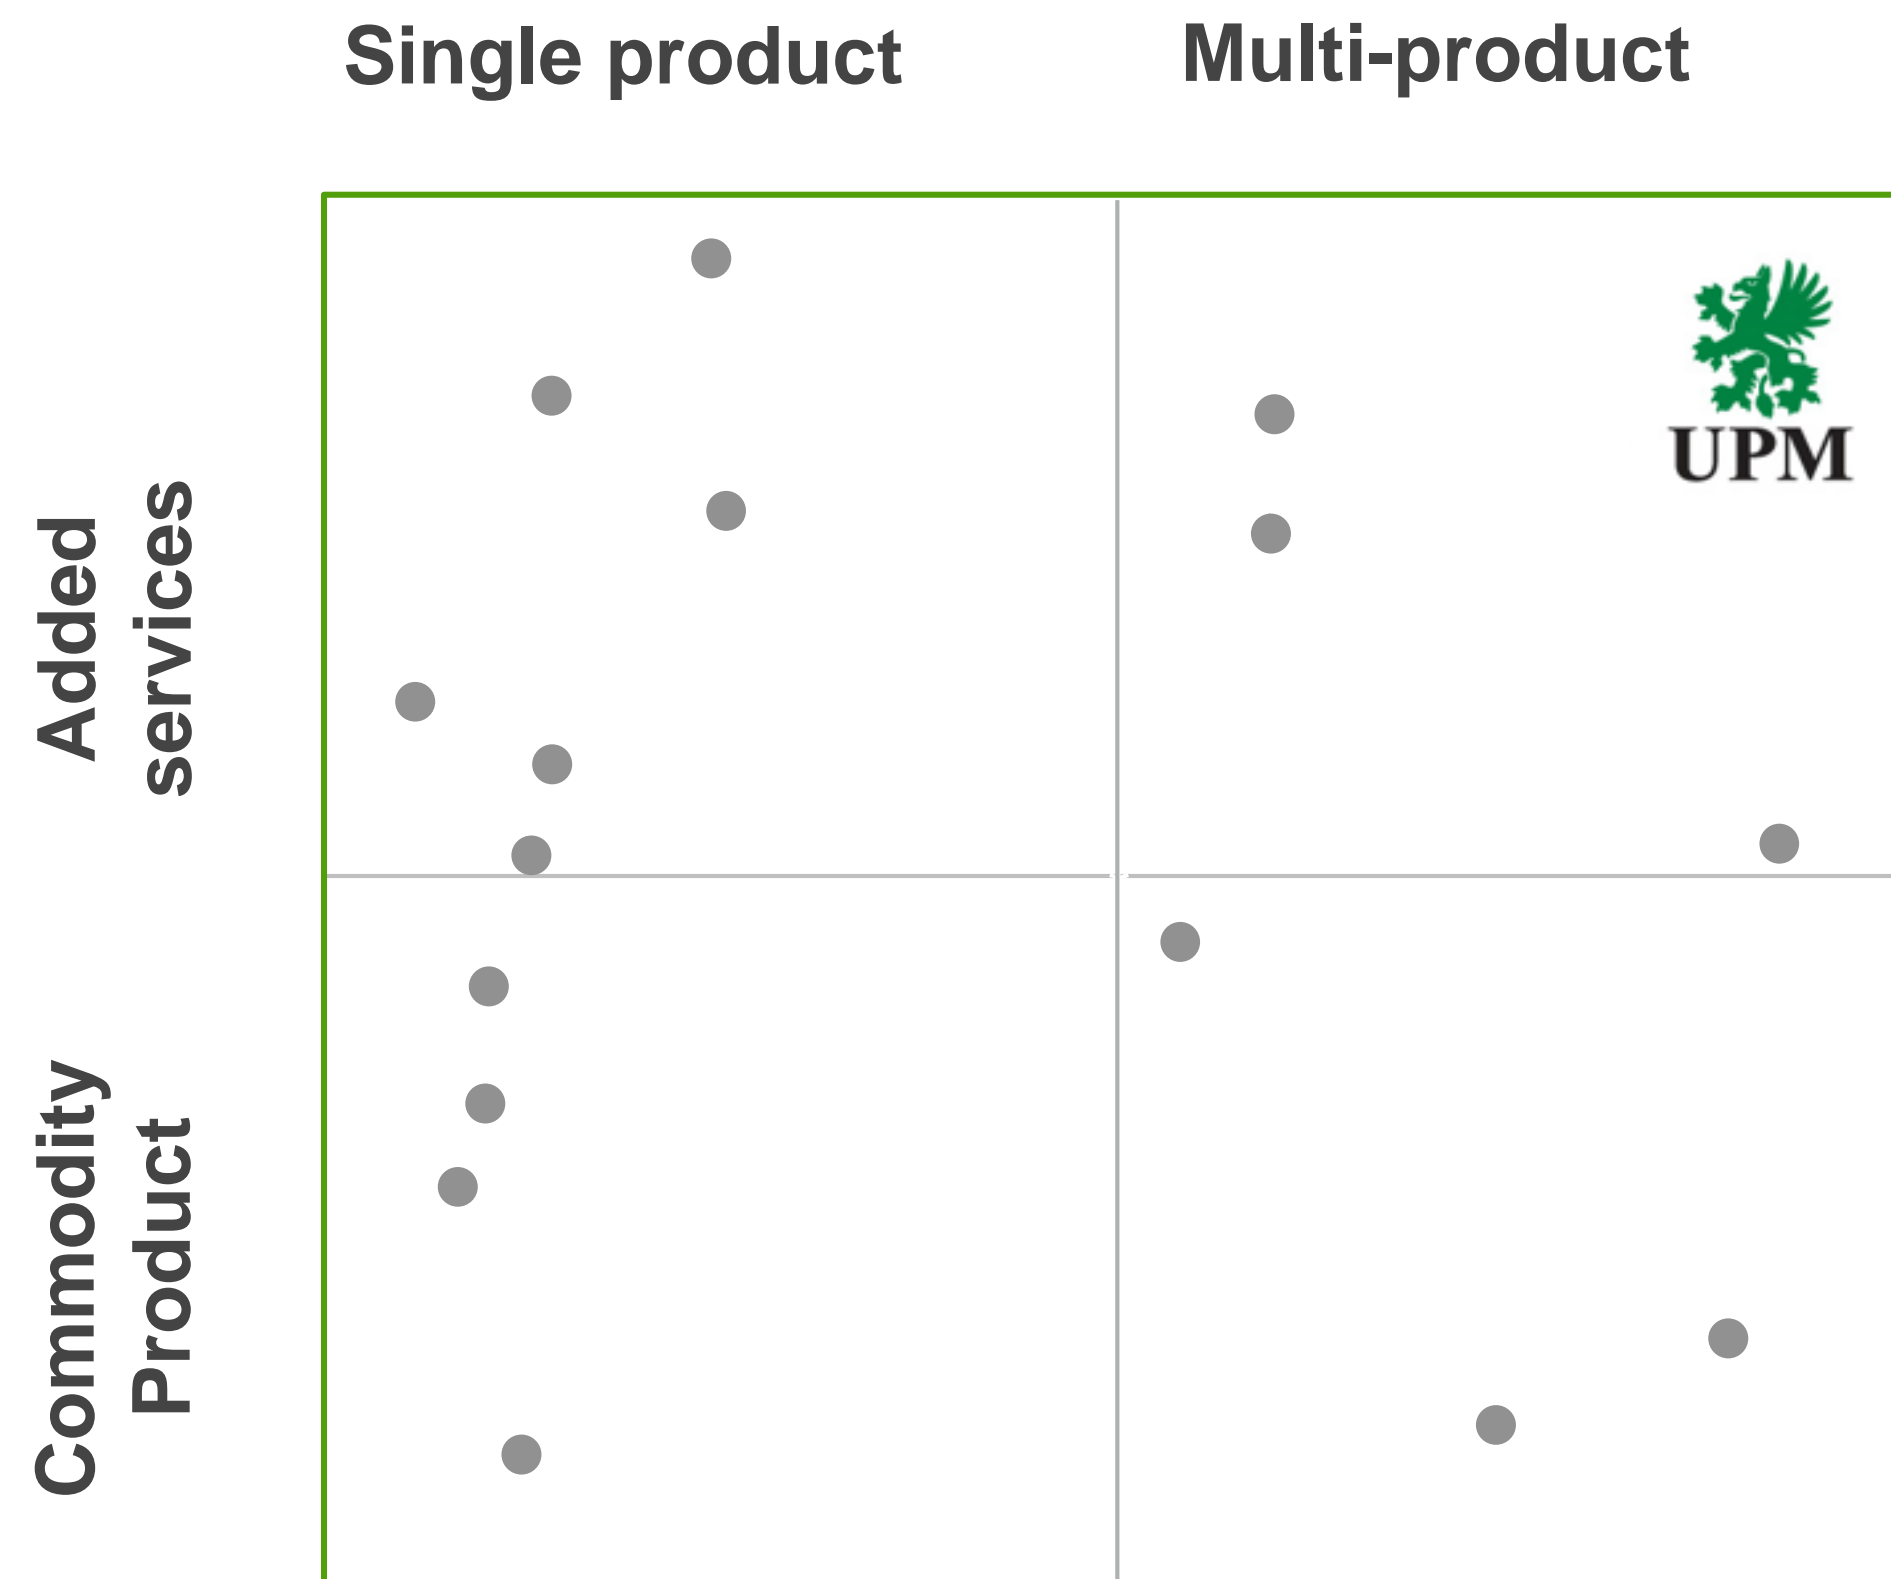 Single product
Multi-product
Added
services
UPM
Commodity
Product